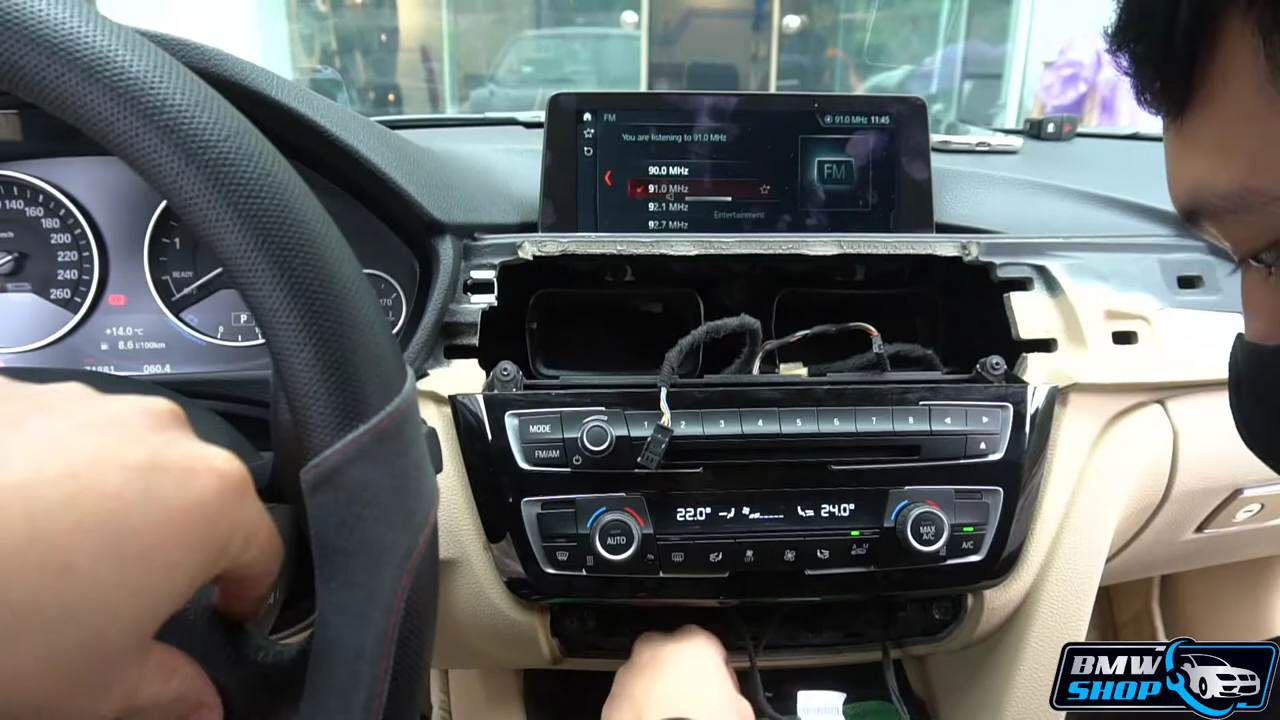 FM
91.0 MHz 11:45
You are listening to 91.0 MHz
90.0 MHz
91.0 MHz
92.1 MHz
92.7 MHz
Entertainment
FM
140
160
180
200
220
240
260
1
READY
P
+14.0 °C
8.6 l/100km
060.4
MODE
FM/AM
1 2 3 4 5 6 7 8
22.0° 24.0°
AUTO
OFF
MAX A/C
A/C
BMW
SHOP